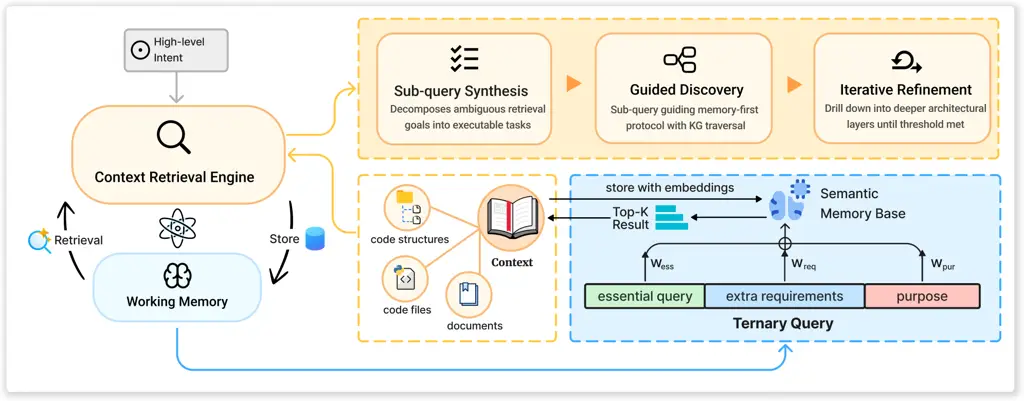 High-level
Intent
Context Retrieval Engine
Retrieval
Store
Working Memory
Sub-query Synthesis
Decomposes ambiguous retrieval
goals into executable tasks
Guided Discovery
Sub-query guiding memory-first
protocol with KG traversal
Iterative Refinement
Drill down into deeper architectural
layers until threshold met
code structures
code files
documents
Context
store with embeddings
Top-K
Result
Semantic
Memory Base
Wess
Wreq
Wpur
essential query
extra requirements
purpose
Ternary Query